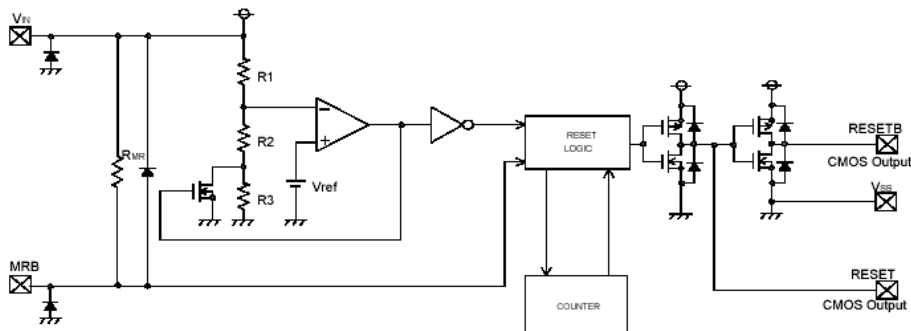 VIN
R1
R2
R3
RMR
Vref
RESET
LOGIC
RESETB
CMOS Output
VSS
MRB
COUNTER
RESET
CMOS Output